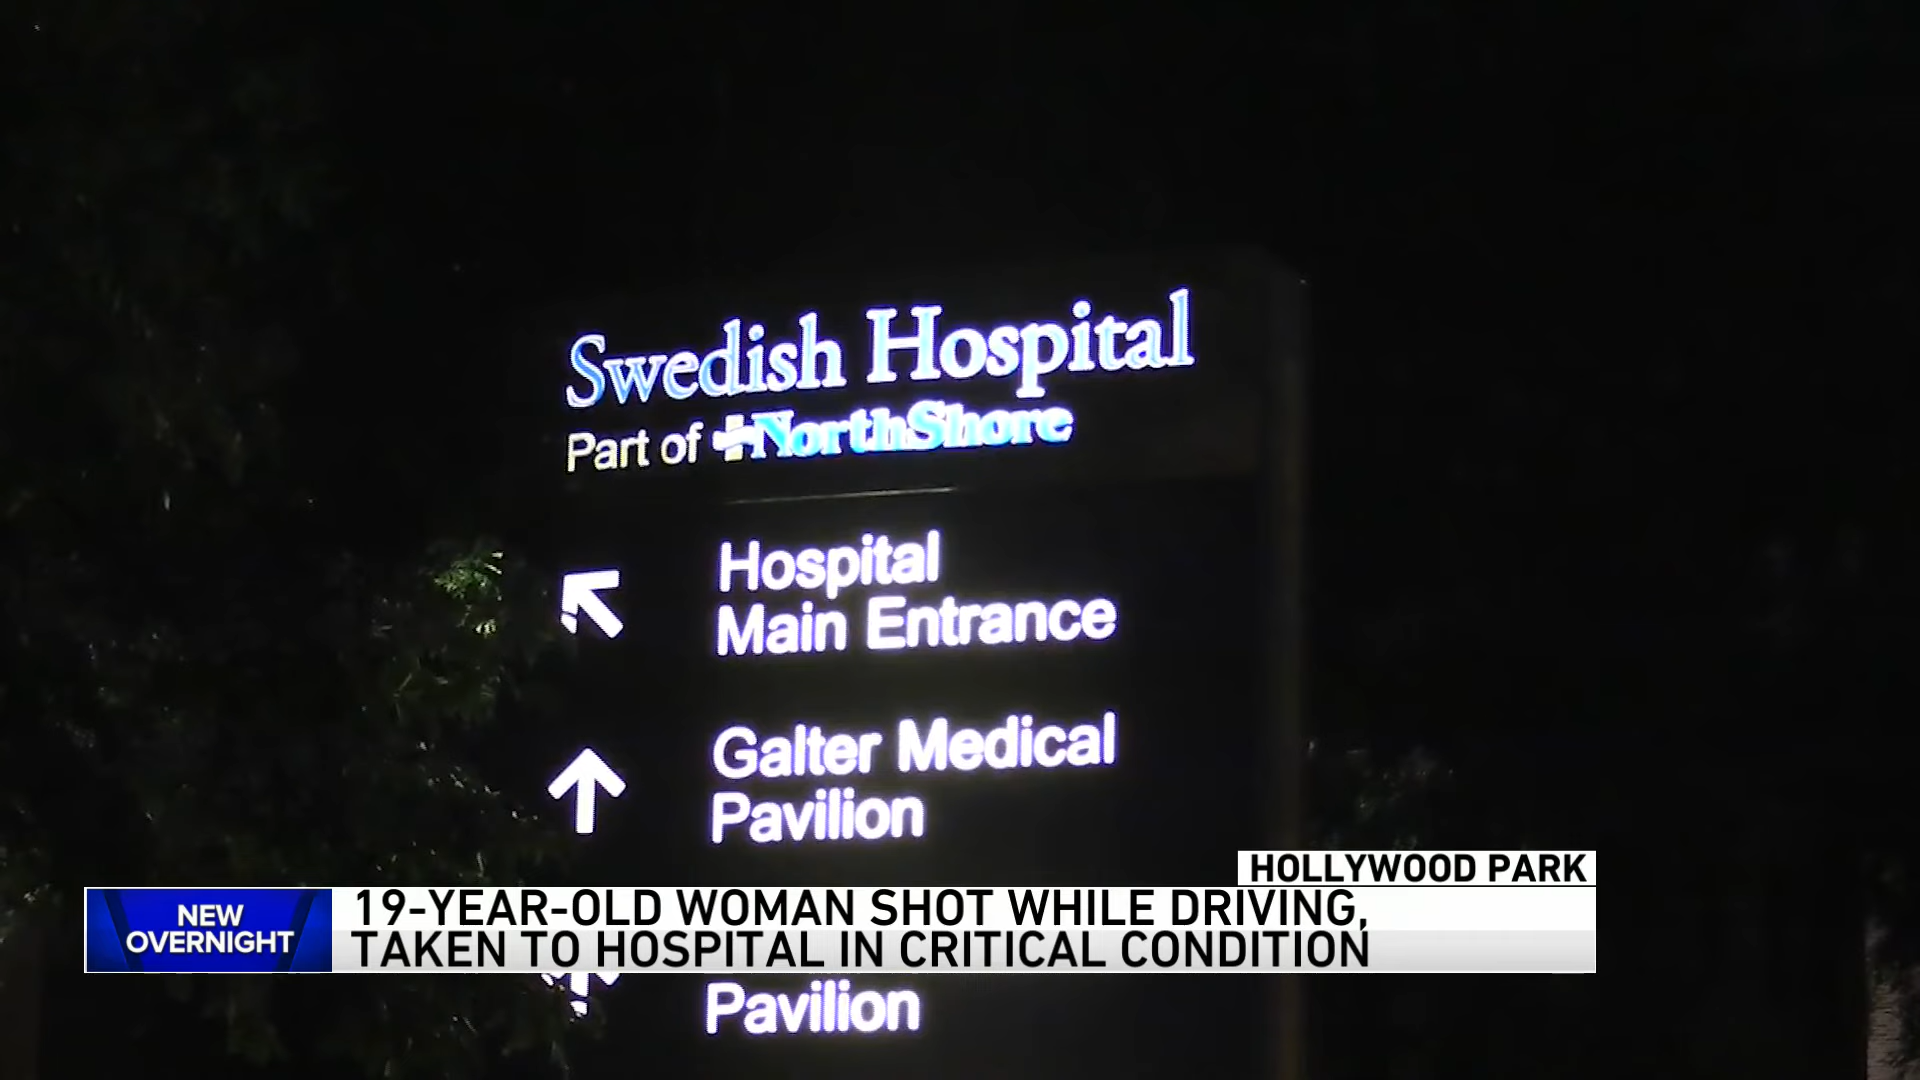 Swedish Hospital
Part of NorthShore
Hospital
Main Entrance
Galter Medical
Pavilion
HOLLYWOOD PARK
NEW
OVERNIGHT
19-YEAR-OLD WOMAN SHOT WHILE DRIVING,
TAKEN TO HOSPITAL IN CRITICAL CONDITION
Pavilion